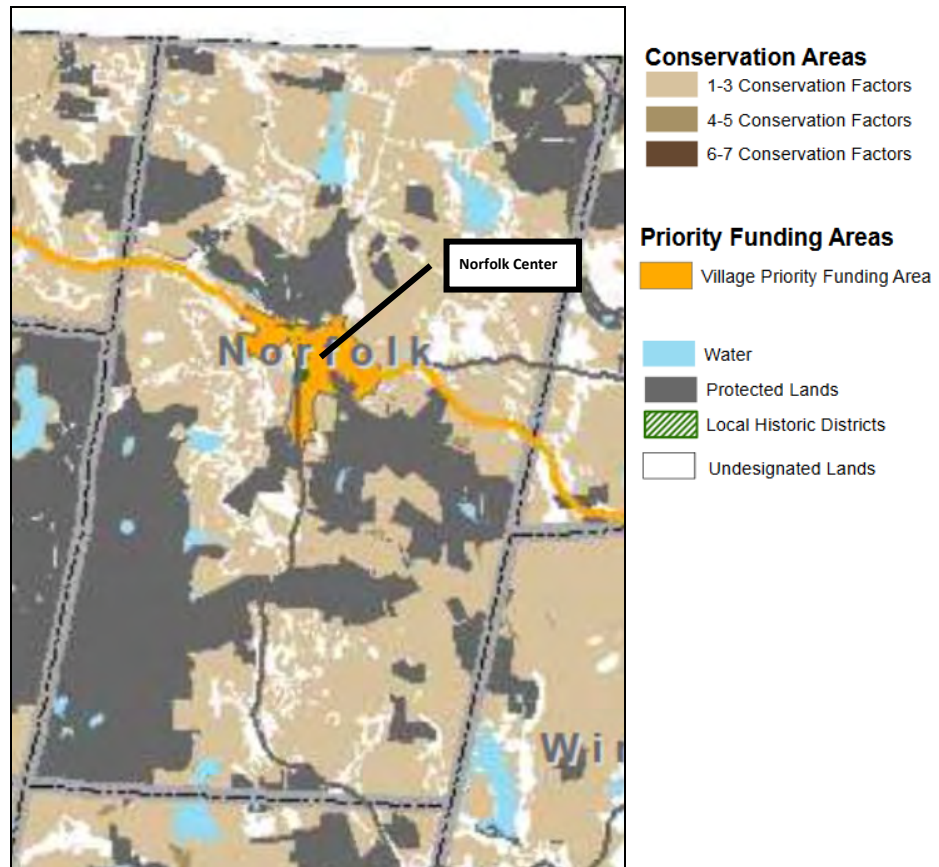 Conservation Areas
1-3 Conservation Factors
4-5 Conservation Factors
6-7 Conservation Factors
Priority Funding Areas
Village Priority Funding Area
Water
Protected Lands
Local Historic Districts
Undesignated Lands
Norfolk Center
Norfolk
Win